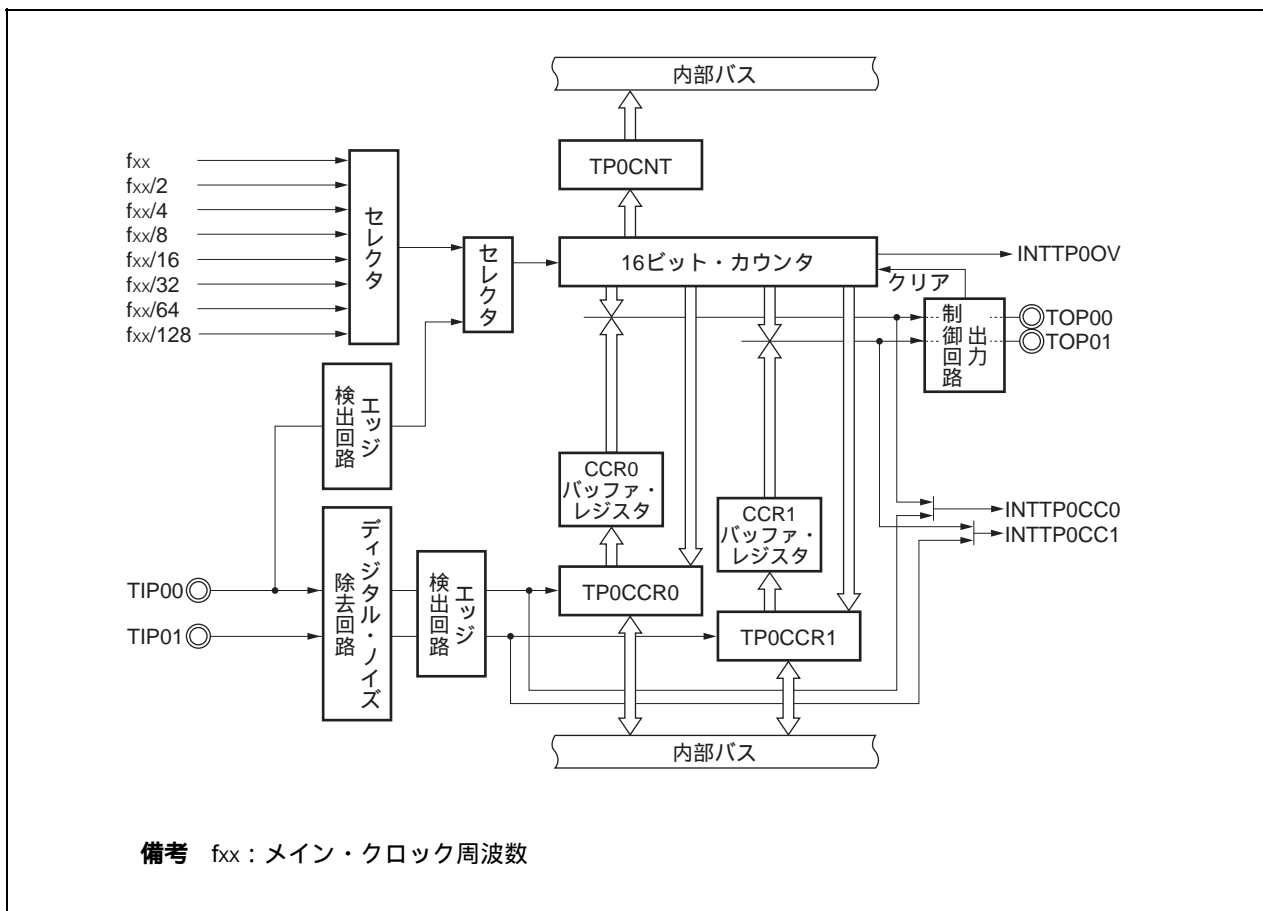 内部バス
TP0CNT
fxx
fxx/2
fxx/4
fxx/8
fxx/16
fxx/32
fxx/64
fxx/128
セレクタ
セレクタ
16ビット・カウンタ
INTTP0OV
クリア
制御回路
出力
TOP00
TOP01
エッジ
検出回路
CCR0
バッファ・
レジスタ
CCR1
バッファ・
レジスタ
INTTP0CC0
INTTP0CC1
TIP00
TIP01
ディジタル・ノイズ
除去回路
エッジ
検出回路
TP0CCR0
TP0CCR1
内部バス
備考 fxx：メイン・クロック周波数